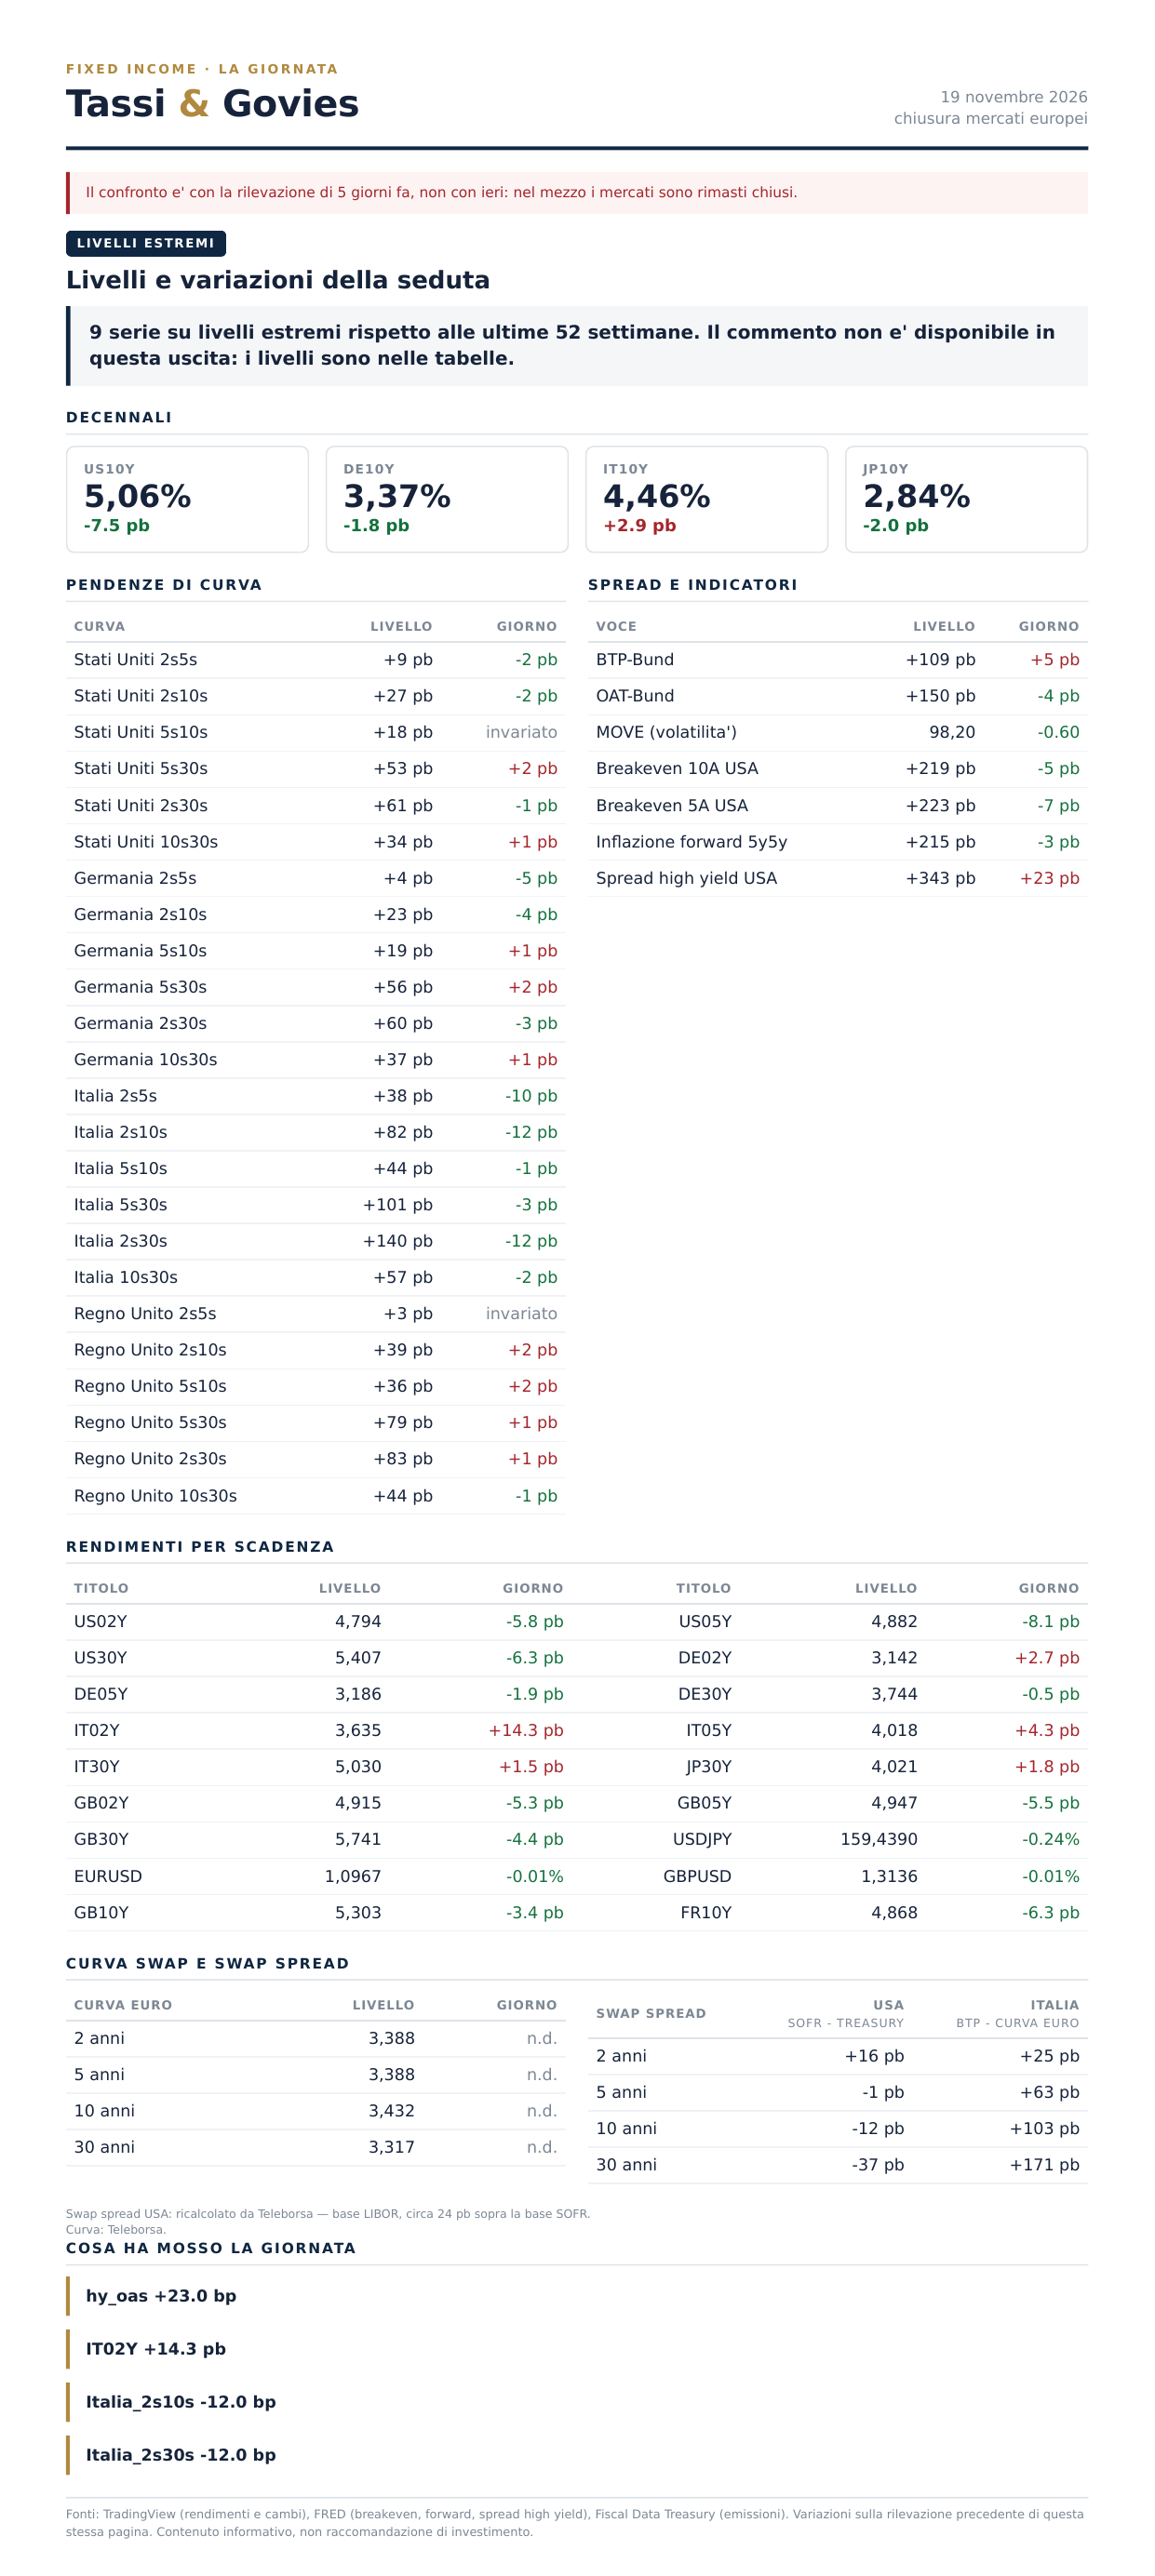 FIXED INCOME · LA GIORNATA
Tassi & Govies
19 novembre 2026
chiusura mercati europei
Il confronto e' con la rilevazione di 5 giorni fa, non con ieri: nel mezzo i mercati sono rimasti chiusi.
LIVELLI ESTREMI
Livelli e variazioni della seduta
9 serie su livelli estremi rispetto alle ultime 52 settimane. Il commento non e' disponibile in
questa uscita: i livelli sono nelle tabelle.
DECENNALI
US10Y
5,06%
-7.5 pb
DE10Y
3,37%
-1.8 pb
IT10Y
4,46%
+2.9 pb
JP10Y
2,84%
-2.0 pb
PENDENZE DI CURVA
CURVA LIVELLO GIORNO
Stati Uniti 2s5s +9 pb -2 pb
Stati Uniti 2s10s +27 pb -2 pb
Stati Uniti 5s10s +18 pb invariato
Stati Uniti 5s30s +53 pb +2 pb
Stati Uniti 2s30s +61 pb -1 pb
Stati Uniti 10s30s +34 pb +1 pb
Germania 2s5s +4 pb -5 pb
Germania 2s10s +23 pb -4 pb
Germania 5s10s +19 pb +1 pb
Germania 5s30s +56 pb +2 pb
Germania 2s30s +60 pb -3 pb
Germania 10s30s +37 pb +1 pb
Italia 2s5s +38 pb -10 pb
Italia 2s10s +82 pb -12 pb
Italia 5s10s +44 pb -1 pb
Italia 5s30s +101 pb -3 pb
Italia 2s30s +140 pb -12 pb
Italia 10s30s +57 pb -2 pb
Regno Unito 2s5s +3 pb invariato
Regno Unito 2s10s +39 pb +2 pb
Regno Unito 5s10s +36 pb +2 pb
Regno Unito 5s30s +79 pb +1 pb
Regno Unito 2s30s +83 pb +1 pb
Regno Unito 10s30s +44 pb -1 pb
SPREAD E INDICATORI
VOCE LIVELLO GIORNO
BTP-Bund +109 pb +5 pb
OAT-Bund +150 pb -4 pb
MOVE (volatilita') 98,20 -0.60
Breakeven 10A USA +219 pb -5 pb
Breakeven 5A USA +223 pb -7 pb
Inflazione forward 5y5y +215 pb -3 pb
Spread high yield USA +343 pb +23 pb
RENDIMENTI PER SCADENZA
TITOLO LIVELLO GIORNO TITOLO LIVELLO GIORNO
US02Y 4,794 -5.8 pb US05Y 4,882 -8.1 pb
US30Y 5,407 -6.3 pb DE02Y 3,142 +2.7 pb
DE05Y 3,186 -1.9 pb DE30Y 3,744 -0.5 pb
IT02Y 3,635 +14.3 pb IT05Y 4,018 +4.3 pb
IT30Y 5,030 +1.5 pb JP30Y 4,021 +1.8 pb
GB02Y 4,915 -5.3 pb GB05Y 4,947 -5.5 pb
GB30Y 5,741 -4.4 pb USDJPY 159,4390 -0.24%
EURUSD 1,0967 -0.01% GBPUSD 1,3136 -0.01%
GB10Y 5,303 -3.4 pb FR10Y 4,868 -6.3 pb
CURVA SWAP E SWAP SPREAD
CURVA EURO LIVELLO GIORNO
2 anni 3,388 n.d.
5 anni 3,388 n.d.
10 anni 3,432 n.d.
30 anni 3,317 n.d.
SWAP SPREAD USA ITALIA
SOFR - TREASURY BTP - CURVA EURO
2 anni +16 pb +25 pb
5 anni -1 pb +63 pb
10 anni -12 pb +103 pb
30 anni -37 pb +171 pb
Swap spread USA: ricalcolato da Teleborsa — base LIBOR, circa 24 pb sopra la base SOFR.
Curva: Teleborsa.
COSA HA MOSSO LA GIORNATA
hy_oas +23.0 bp
IT02Y +14.3 pb
Italia_2s10s -12.0 bp
Italia_2s30s -12.0 bp
Fonti: TradingView (rendimenti e cambi), FRED (breakeven, forward, spread high yield), Fiscal Data Treasury (emissioni). Variazioni sulla rilevazione precedente di questa
stessa pagina. Contenuto informativo, non raccomandazione di investimento.